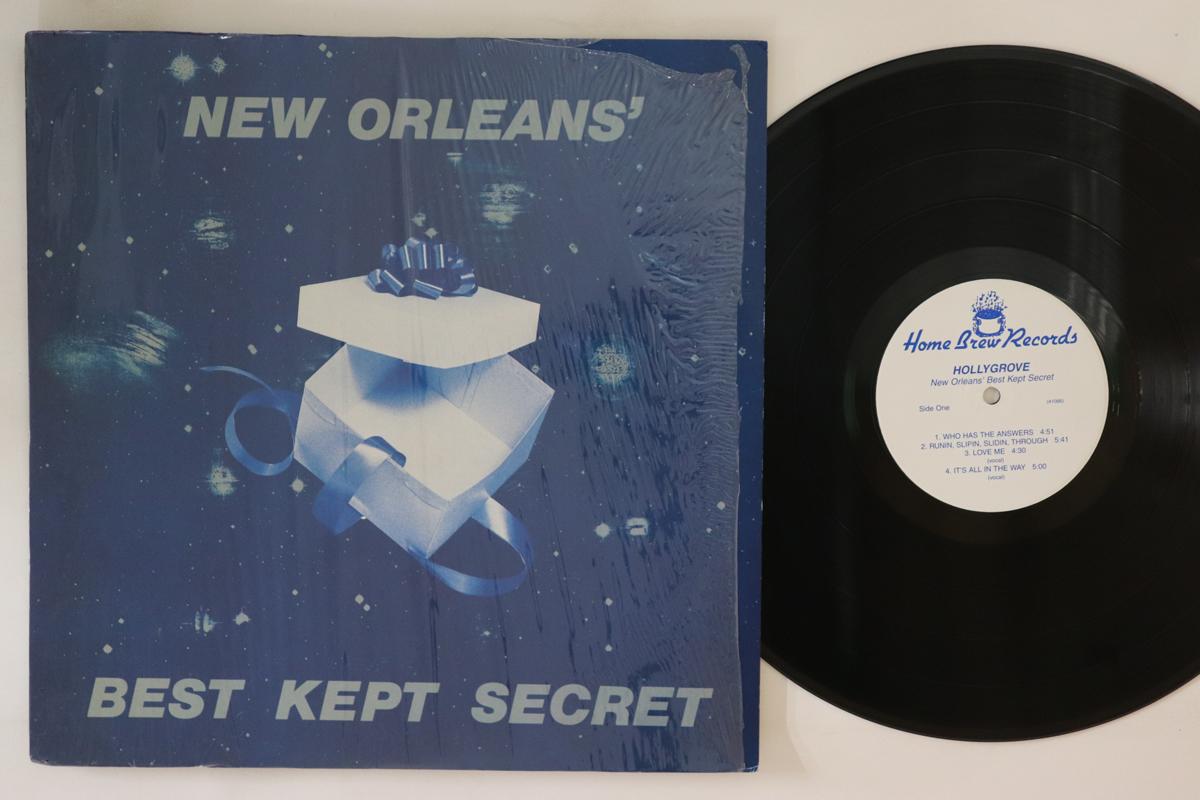 NEW ORLEANS'
BEST KEPT SECRET
Home Brew Records
HOLLYGROVE
New Orleans' Best Kept Secret
Side One
1. WHO HAS THE ANSWERS 4:51
2. RUNIN, SLIPIN, SLIDIN, THROUGH 5:41
3. LOVE ME 4:30
(vocal)
4. IT'S ALL IN THE WAY 5:00
(vocal)